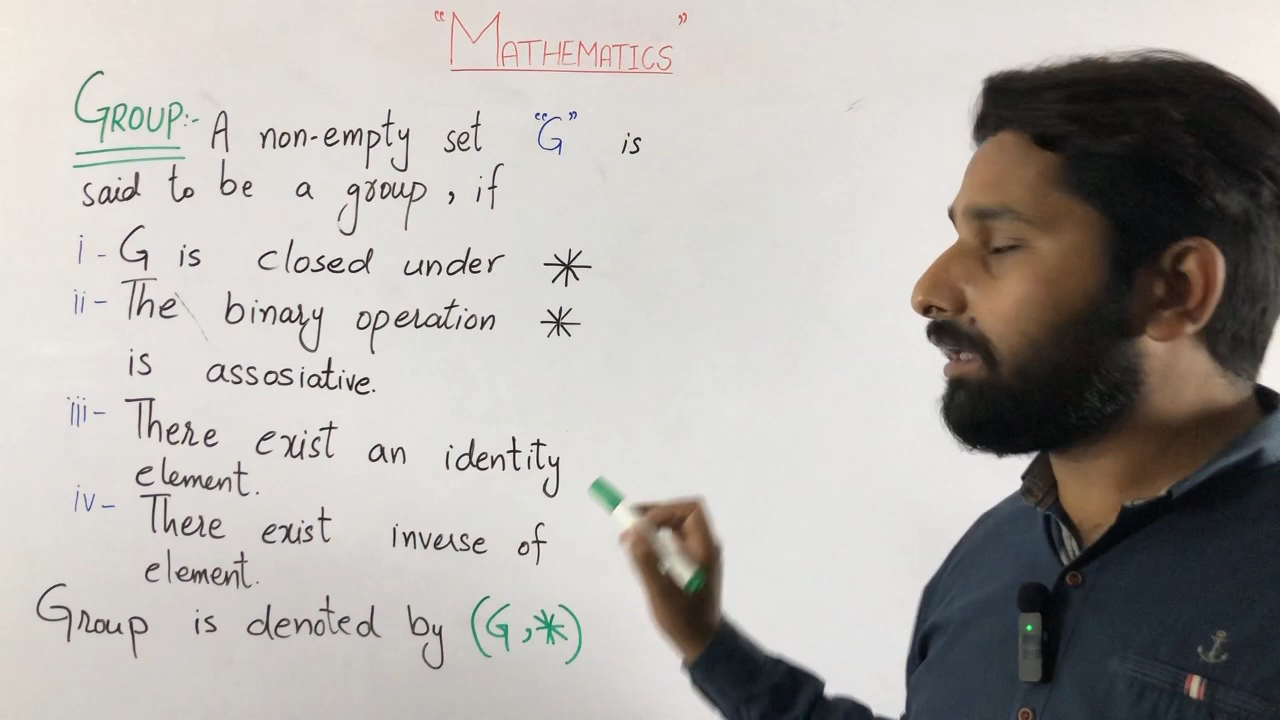 “MATHEMATICS”
GROUP:- A non-empty set “G” is
said to be a group, if
i - G is closed under *
ii - The binary operation *
is assosiative.
iii - There exist an identity
element.
iv - There exist inverse of
element.
Group is denoted by (G,*)